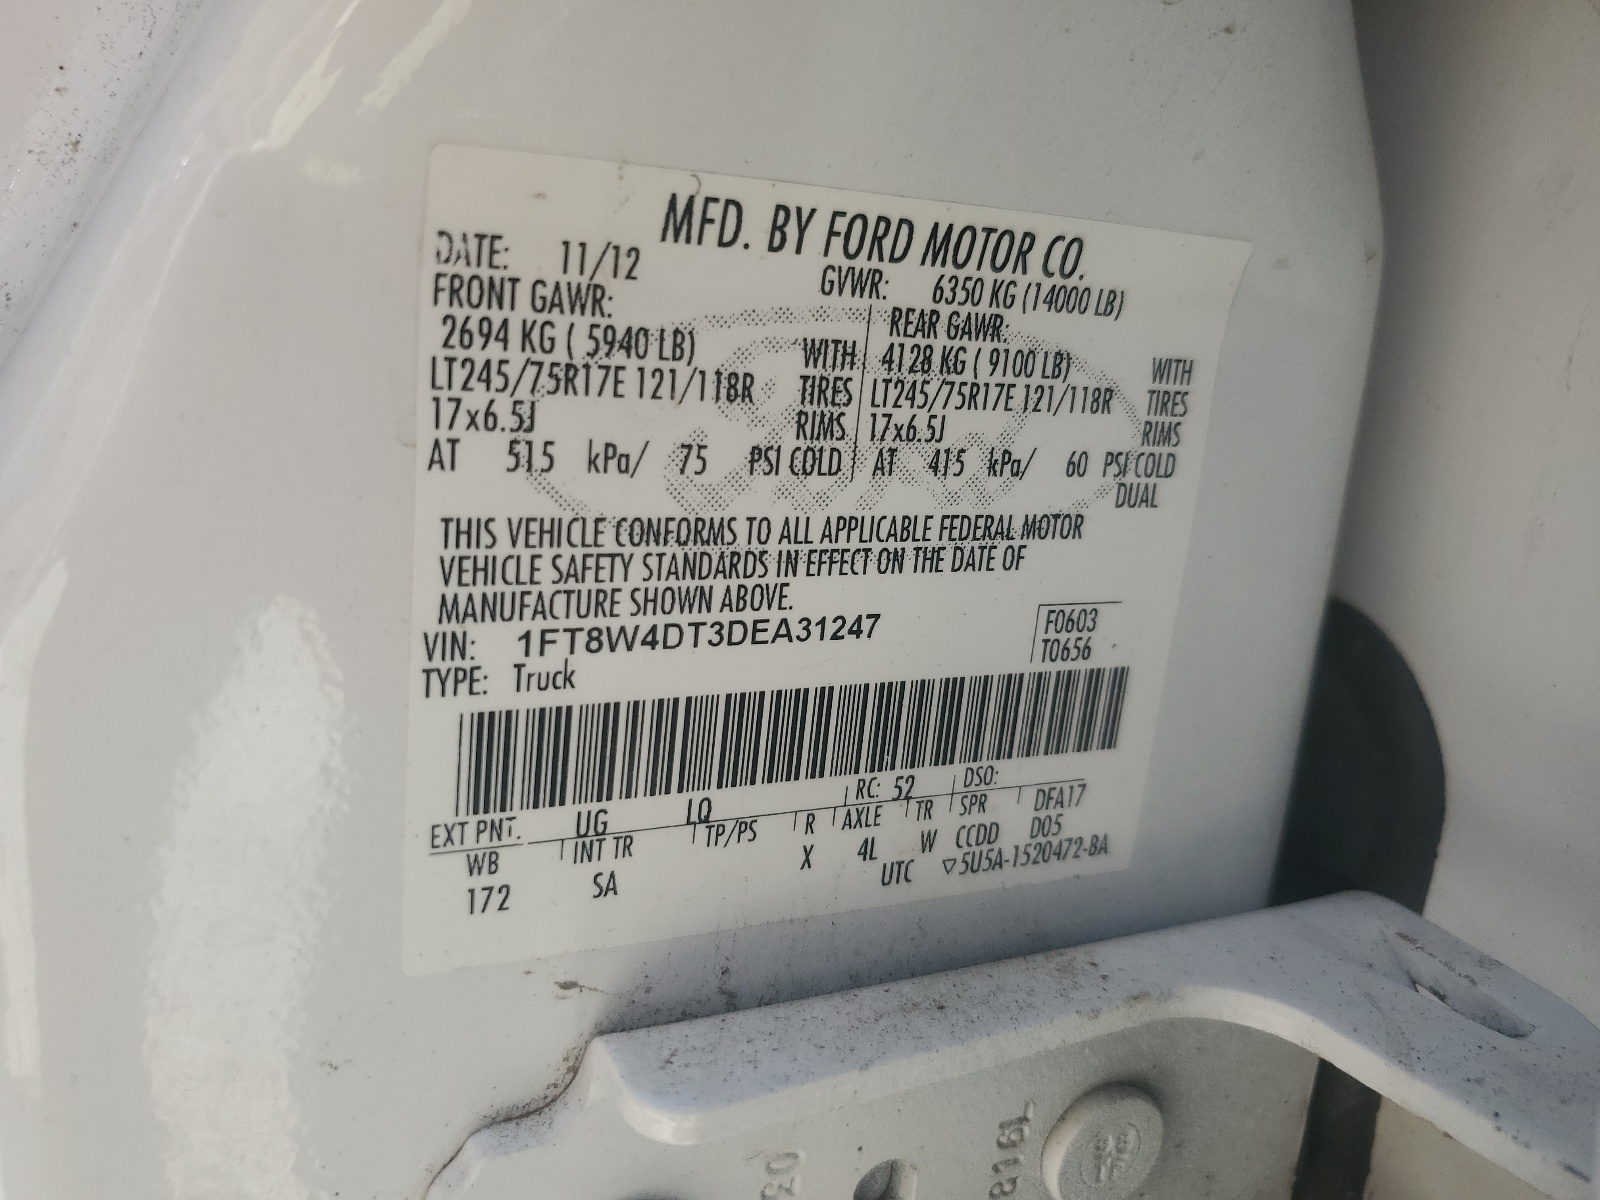 MFD. BY FORD MOTOR CO.
DATE: 11/12 GVWR: 6350 KG (14000 LB)
FRONT GAWR: REAR GAWR:
2694 KG ( 5940 LB) WITH 4128 KG ( 9100 LB) WITH
LT245/75R17E 121/118R TIRES LT245/75R17E 121/118R TIRES
17x6.5J RIMS 17x6.5J RIMS
AT 515 kPa/ 75 PSI COLD AT 415 kPa/ 60 PSI COLD
DUAL
THIS VEHICLE CONFORMS TO ALL APPLICABLE FEDERAL MOTOR
VEHICLE SAFETY STANDARDS IN EFFECT ON THE DATE OF
MANUFACTURE SHOWN ABOVE.
VIN: 1FT8W4DT3DEA31247 F0603
TYPE: Truck T0656
EXT PNT. UG LQ RC: 52 DSO:
WB INT TR TP/PS R AXLE TR SPR DFA17
172 SA X 4L W CCDD D05
UTC ▽5U5A-1520472-BA